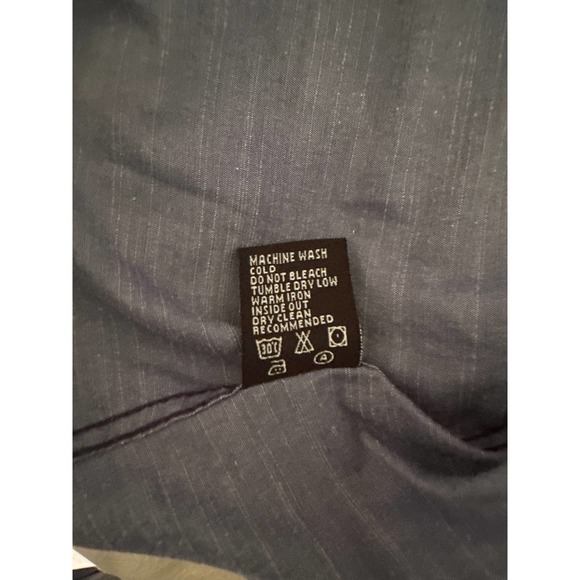 MACHINE WASH
COLD
DO NOT BLEACH
TUMBLE DRY LOW
WARM IRON
INSIDE OUT
DRY CLEAN
RECOMMENDED
30°C
A